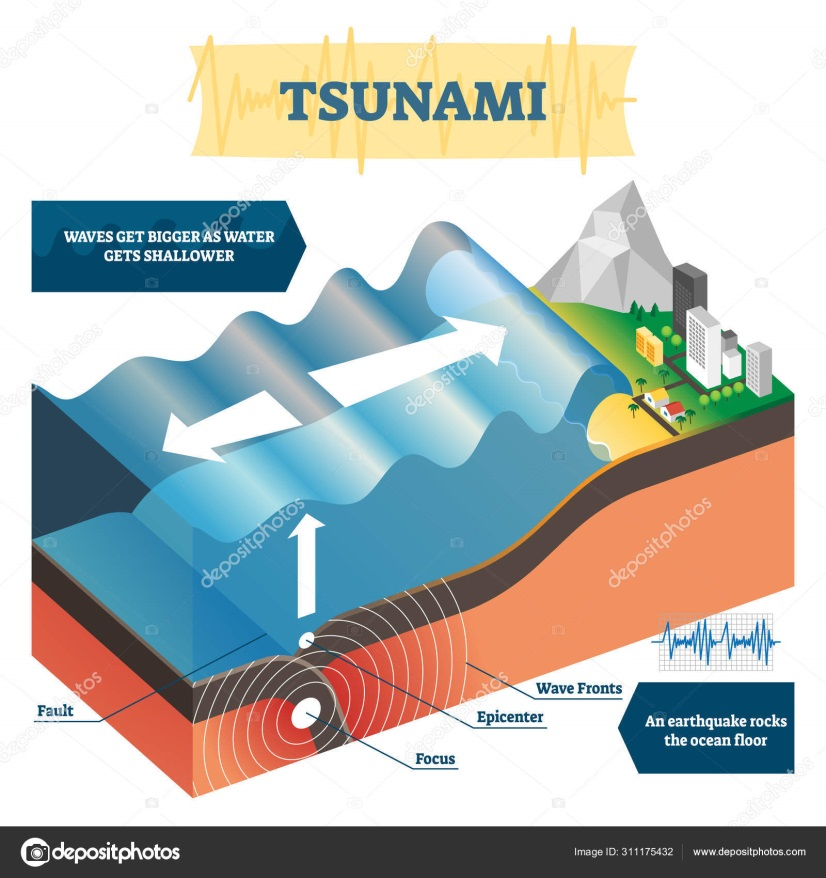 TSUNAMI
WAVES GET BIGGER AS WATER
GETS SHALLOWER
Fault
Wave Fronts
Epicenter
Focus
An earthquake rocks
the ocean floor
depositphotos
Image ID: 311175432
www.depositphotos.com